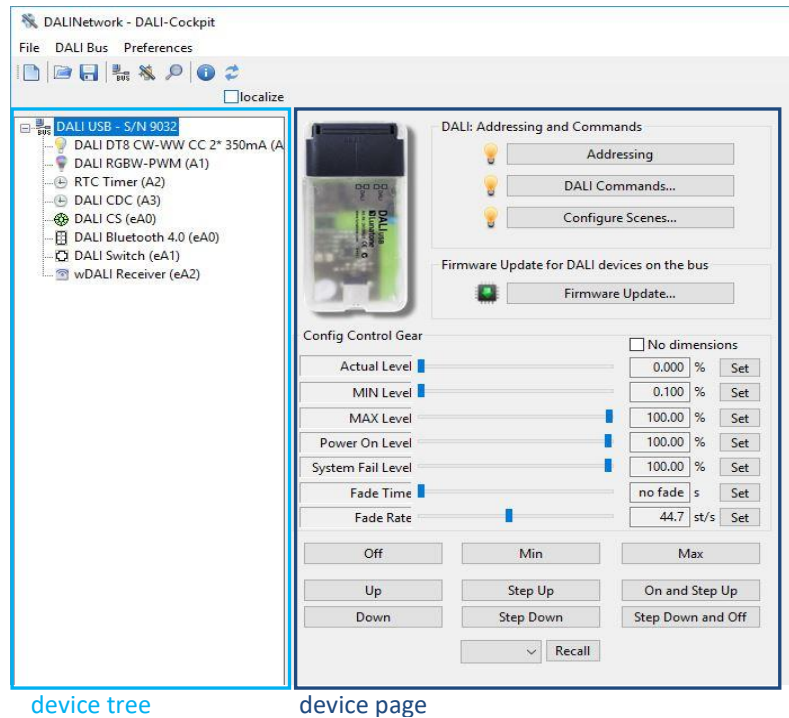 DALINetwork - DALI-Cockpit
File DALI Bus Preferences
BUS
localize
BUS DALI USB - S/N 9032
DALI DT8 CW-WW CC 2* 350mA (A
DALI RGBW-PWM (A1)
RTC Timer (A2)
DALI CDC (A3)
DALI CS (eA0)
DALI Bluetooth 4.0 (eA0)
DALI Switch (eA1)
wDALI Receiver (eA2)
DALI USB
Lunatone
DALI: Addressing and Commands
Addressing
DALI Commands...
Configure Scenes...
Firmware Update for DALI devices on the bus
Firmware Update...
Config Control Gear
No dimensions
Actual Level 0.000 % Set
MIN Level 0.100 % Set
MAX Level 100.00 % Set
Power On Level 100.00 % Set
System Fail Level 100.00 % Set
Fade Time no fade s Set
Fade Rate 44.7 st/s Set
Off Min Max
Up Step Up On and Step Up
Down Step Down Step Down and Off
Recall
device tree device page